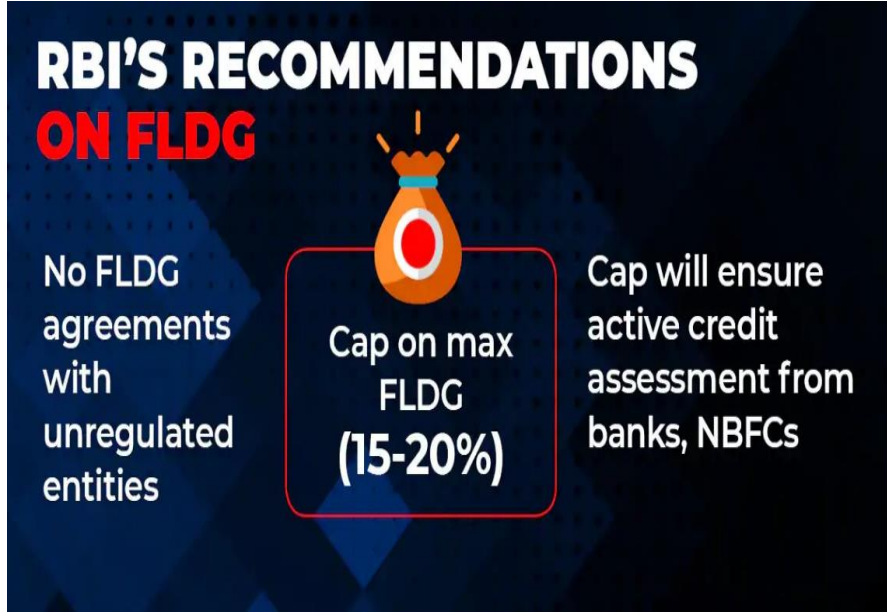 RBI'S RECOMMENDATIONS
ON FLDG
No FLDG
agreements
with
unregulated
entities
Cap on max
FLDG
(15-20%)
Cap will ensure
active credit
assessment from
banks, NBFCs